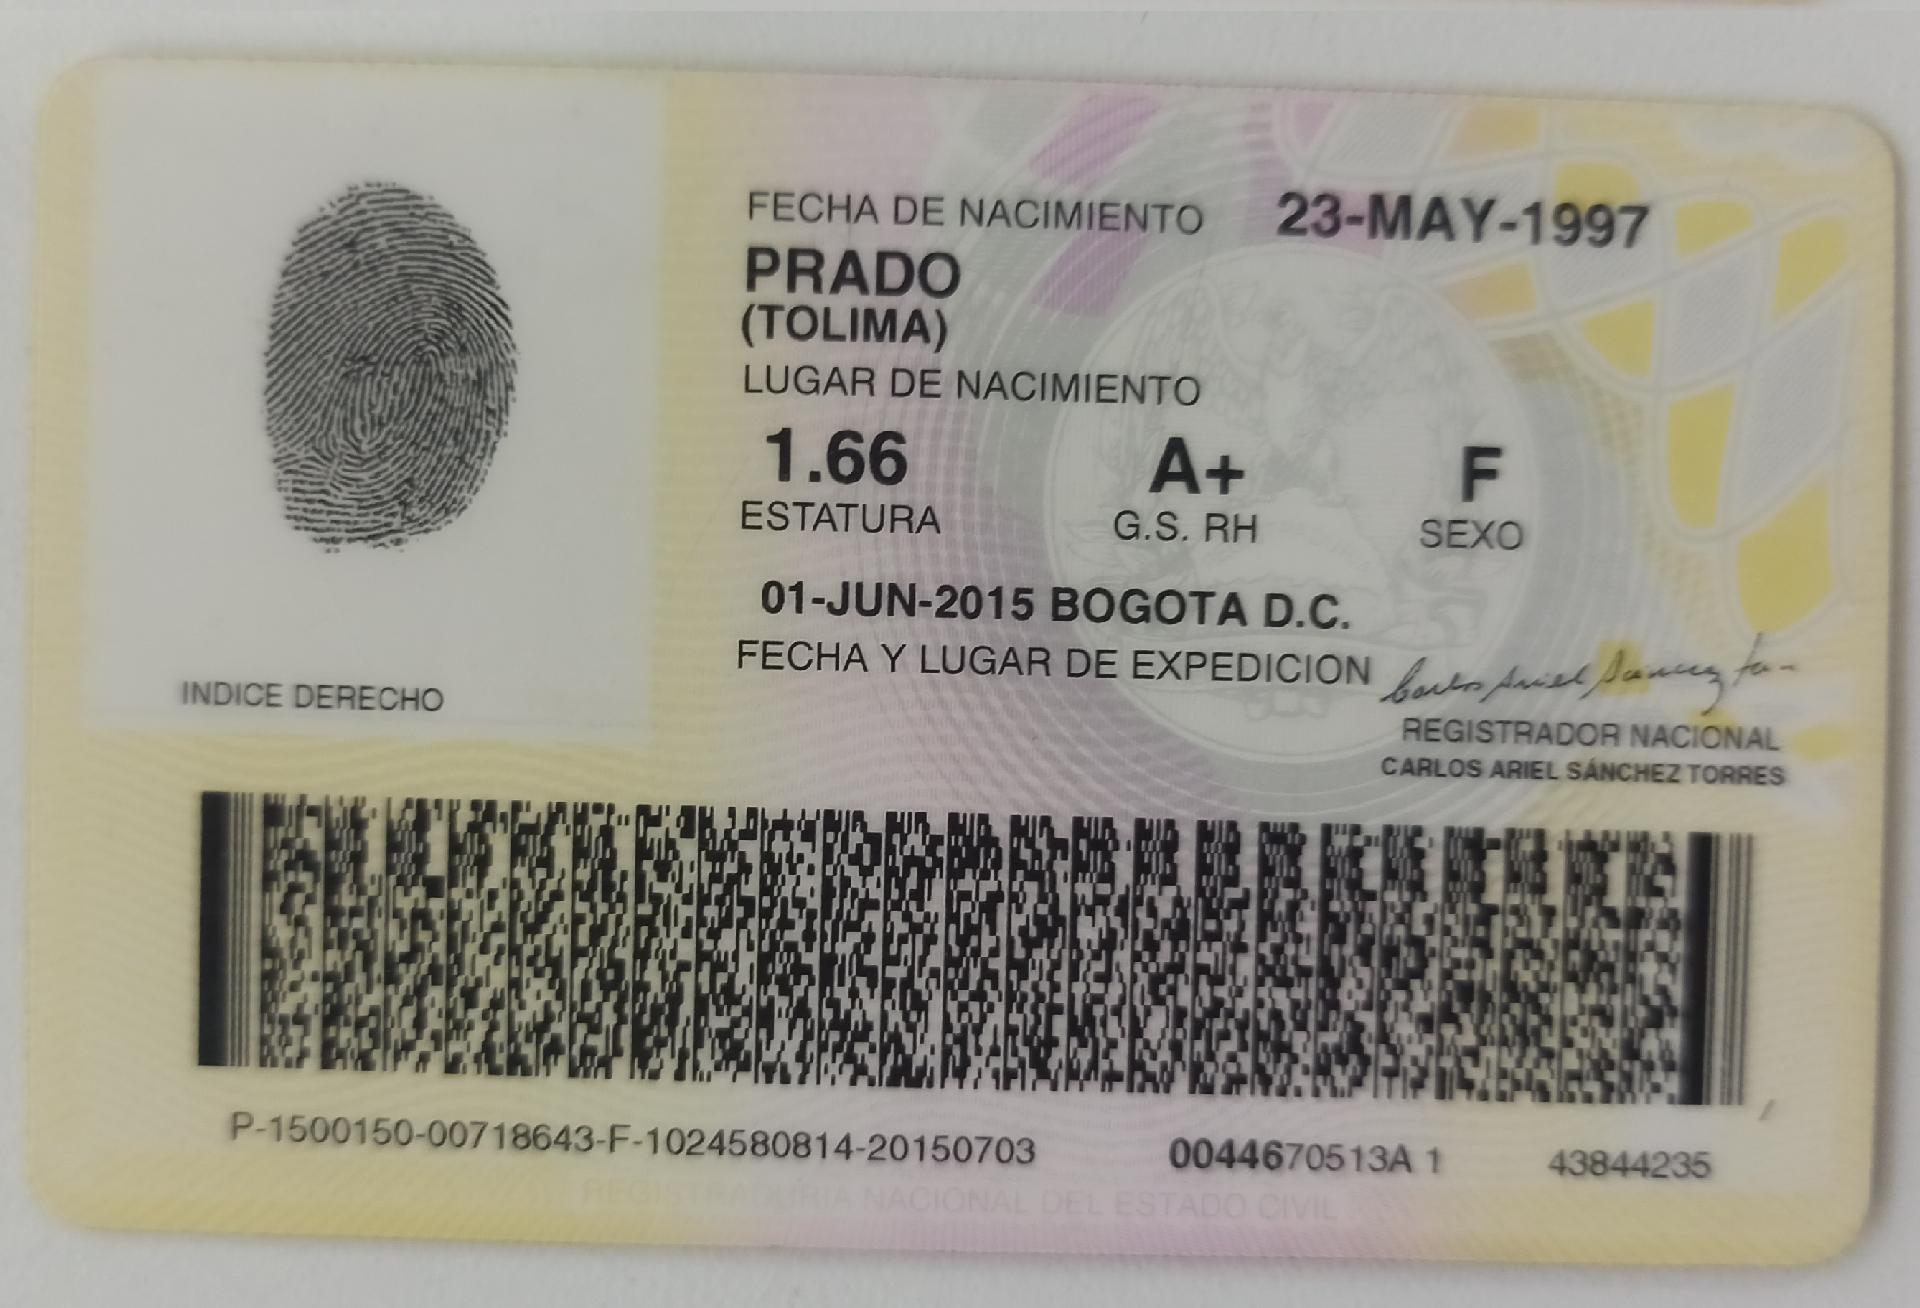 FECHA DE NACIMIENTO 23-MAY-1997
PRADO
(TOLIMA)
LUGAR DE NACIMIENTO
1.66 A+ F
ESTATURA G.S. RH SEXO
01-JUN-2015 BOGOTA D.C.
FECHA Y LUGAR DE EXPEDICION
INDICE DERECHO
Carlos Ariel Sánchez To-
REGISTRADOR NACIONAL
CARLOS ARIEL SÁNCHEZ TORRES
P-1500150-00718643-F-1024580814-20150703 0044670513A 1 43844235
REGISTRADURIA NACIONAL DEL ESTADO CIVIL